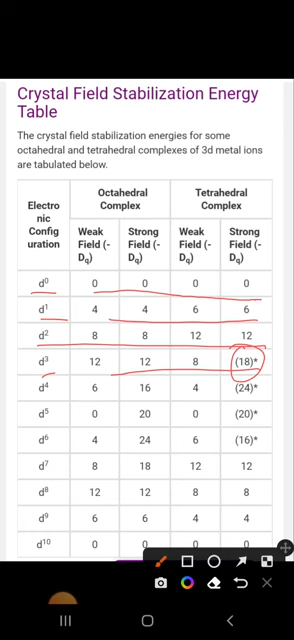 Crystal Field Stabilization Energy
Table
The crystal field stabilization energies for some
octahedral and tetrahedral complexes of 3d metal ions
are tabulated below.
Electro
nic
Config
uration
Octahedral
Complex
Tetrahedral
Complex
Weak
Field (-
Dq)
Strong
Field (-
Dq)
Weak
Field (-
Dq)
Strong
Field (-
Dq)
d⁰ 0 0 0 0
d¹ 4 4 6 6
d² 8 8 12 12
d³ 12 12 8 (18)*
d⁴ 6 16 4 (24)*
d⁵ 0 20 0 (20)*
d⁶ 4 24 6 (16)*
d⁷ 8 18 12 12
d⁸ 12 12 8 8
d⁹ 6 6 4 4
d¹⁰ 0 0 0 0